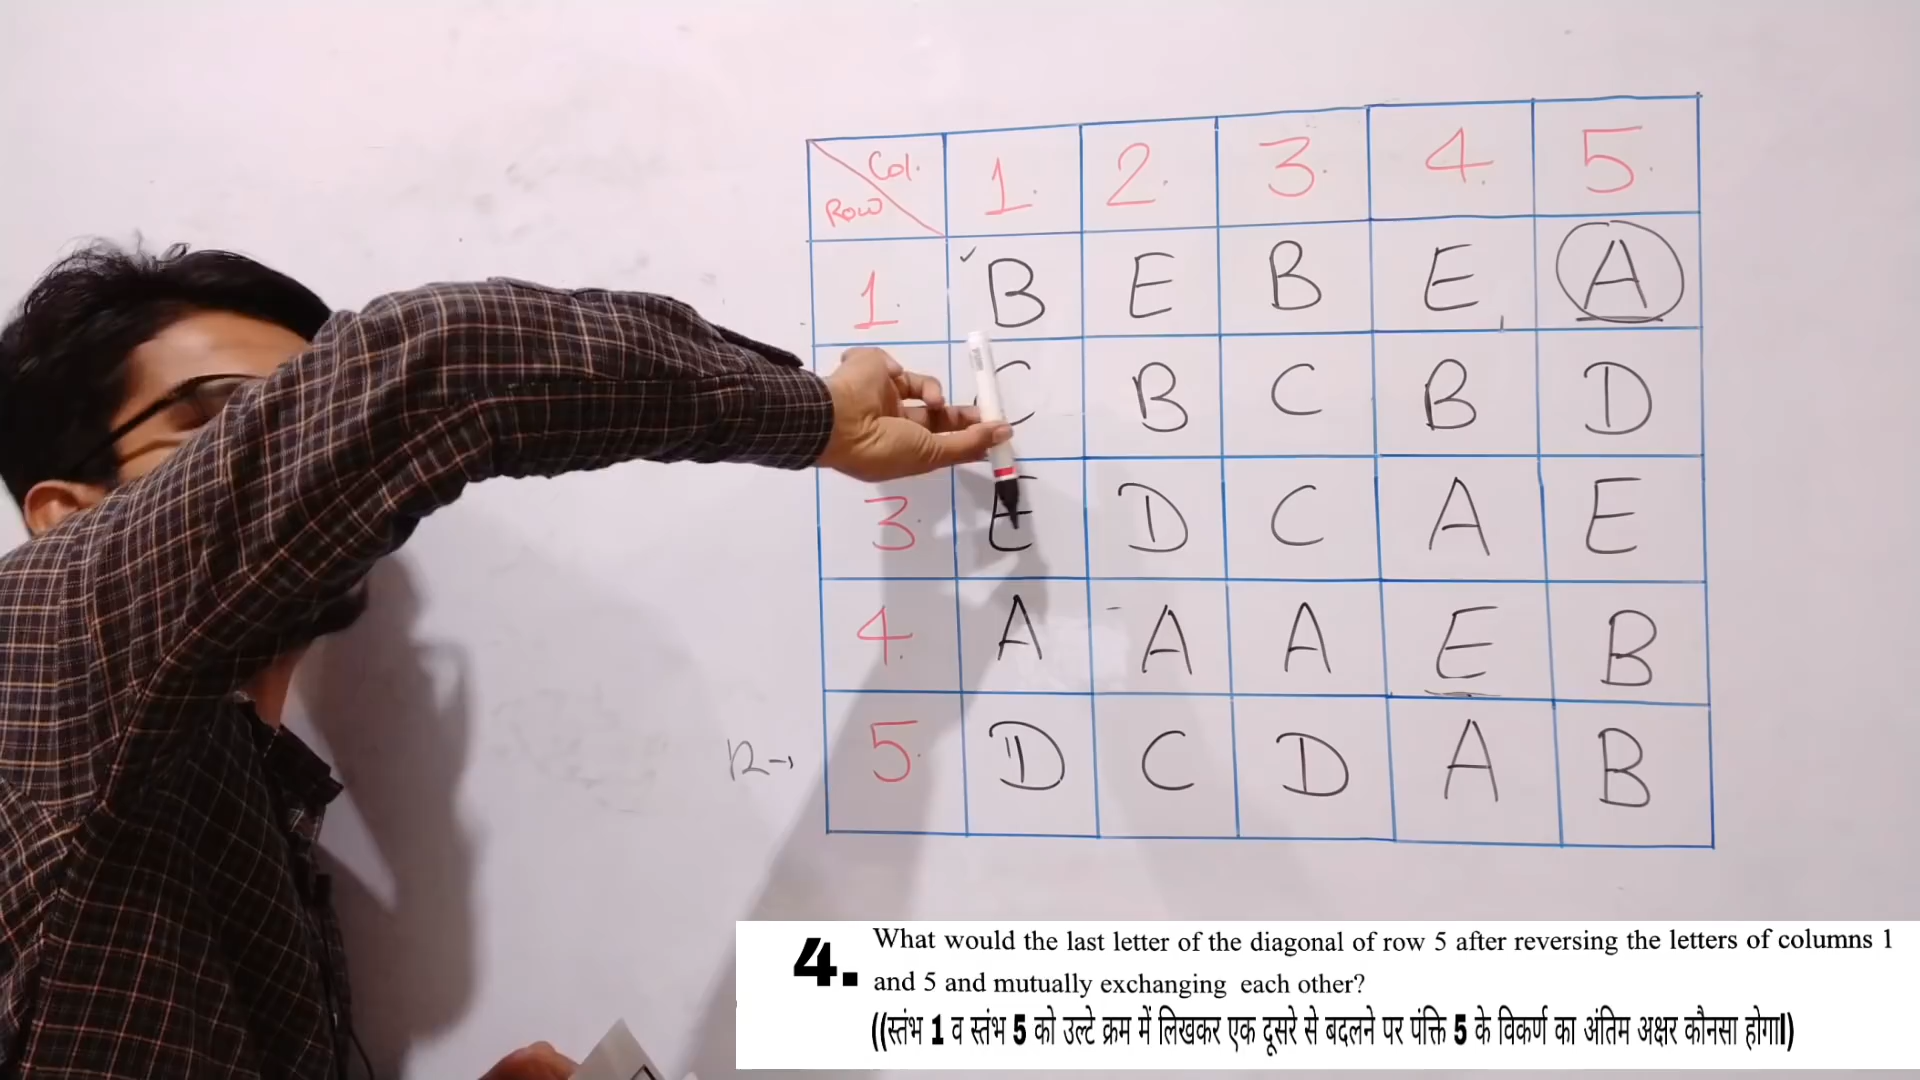 Col. 1. 2. 3. 4. 5.
Row
1. B E B E A
C B C B D
3. E D C A E
4. A A A E B
5. D C D A B
4. What would the last letter of the diagonal of row 5 after reversing the letters of columns 1
and 5 and mutually exchanging each other?
((स्तंभ 1 व स्तंभ 5 को उल्टे क्रम में लिखकर एक दूसरे से बदलने पर पंक्ति 5 के विकर्ण का अंतिम अक्षर कौनसा होगा।)